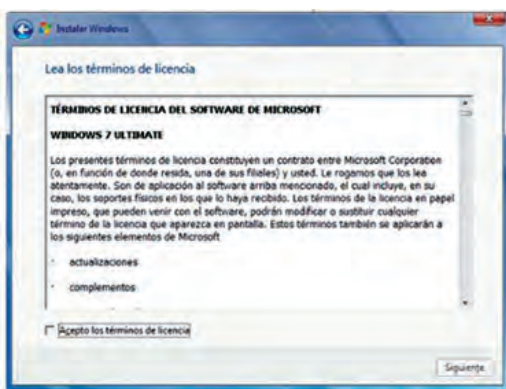 Instalar Windows
Lea los términos de licencia
TÉRMINOS DE LICENCIA DEL SOFTWARE DE MICROSOFT
WINDOWS 7 ULTIMATE
Los presentes términos de licencia constituyen un contrato entre Microsoft Corporation
(o, en función de donde resida, una de sus filiales) y usted. Le rogamos que los lea
atentamente. Son de aplicación al software arriba mencionado, el cual incluye, en su
caso, los soportes físicos en los que lo haya recibido. Los términos de la licencia en papel
impreso, que pueden venir con el software, podrán modificar o sustituir cualquier
término de la licencia que aparezca en pantalla. Estos términos también se aplicarán a
los siguientes elementos de Microsoft
· actualizaciones
· complementos
Acepto los términos de licencia
Siguiente